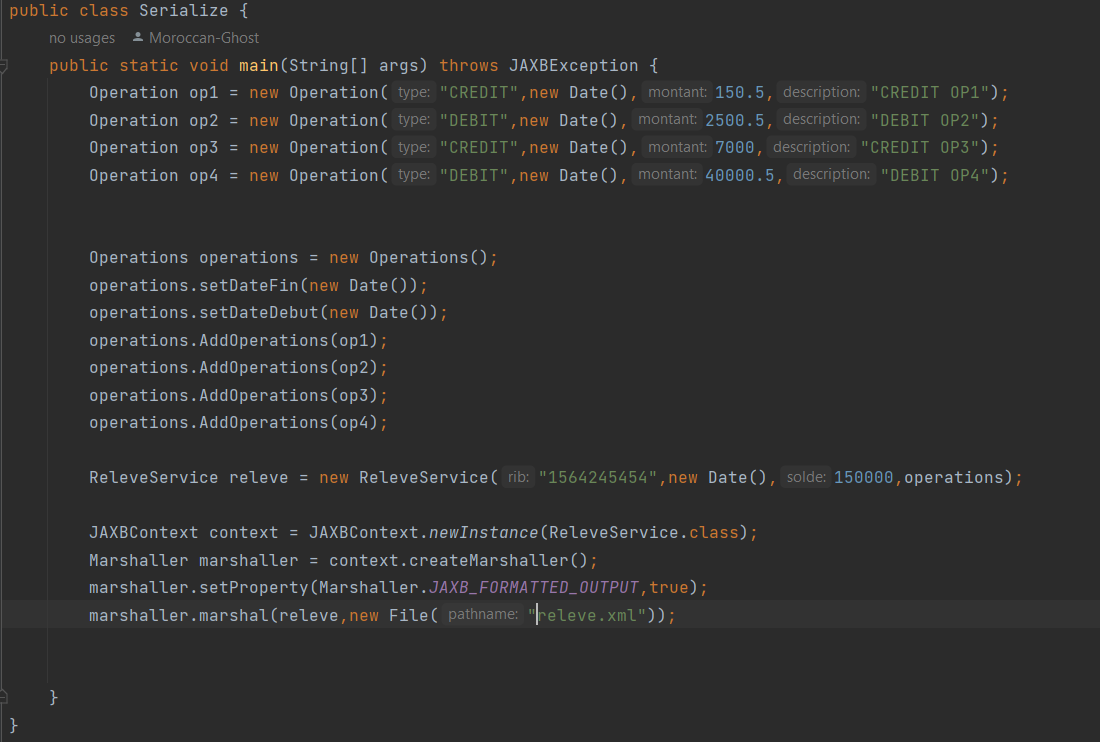 public class Serialize {
no usages Moroccan-Ghost
public static void main(String[] args) throws JAXBException {
Operation op1 = new Operation( type: "CREDIT",new Date(), montant: 150.5, description: "CREDIT OP1");
Operation op2 = new Operation( type: "DEBIT",new Date(), montant: 2500.5, description: "DEBIT OP2");
Operation op3 = new Operation( type: "CREDIT",new Date(), montant: 7000, description: "CREDIT OP3");
Operation op4 = new Operation( type: "DEBIT",new Date(), montant: 40000.5, description: "DEBIT OP4");
Operations operations = new Operations();
operations.setDateFin(new Date());
operations.setDateDebut(new Date());
operations.AddOperations(op1);
operations.AddOperations(op2);
operations.AddOperations(op3);
operations.AddOperations(op4);
ReleveService releve = new ReleveService( rib: "1564245454",new Date(), solde: 150000,operations);
JAXBContext context = JAXBContext.newInstance(ReleveService.class);
Marshaller marshaller = context.createMarshaller();
marshaller.setProperty(Marshaller.JAXB_FORMATTED_OUTPUT,true);
marshaller.marshal(releve,new File( pathname: "releve.xml"));
}
}